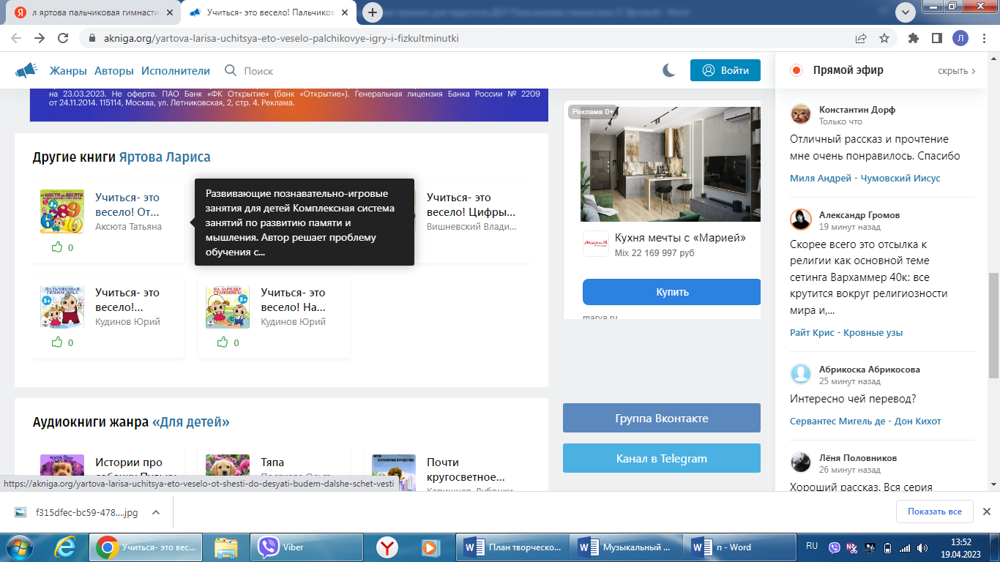 л яртова пальчиковая гимнасти
Учиться- это весело! Пальчиков
akniga.org/yartova-larisa-uchitsya-eto-veselo-palchikovye-igry-i-fizkultminutki
Л
Жанры Авторы Исполнители Поиск
Войти
на 23.03.2023. Не оферта. ПАО Банк «ФК Открытие» (банк «Открытие»). Генеральная лицензия Банка России № 2209
от 24.11.2014. 115114, Москва, ул. Летниковская, 2, стр. 4. Реклама.
Другие книги Яртова Лариса
Учиться- это
весело! От...
Аксюта Татьяна
0
Развивающие познавательно-игровые
занятия для детей Комплексная система
занятий по развитию памяти и
мышления. Автор решает проблему
обучения с...
Учиться- это
весело! Цифры...
Вишневский Влади...
ПАЛЬЧИКОВАЯ
ГИМНАСТИКА
3+
Учиться- это
весело!...
Кудинов Юрий
0
НА ЗАРЯДКУ
СТАНОВИСЬ!
3+
Учиться- это
весело! На...
Кудинов Юрий
0
Аудиокниги жанра «Для детей»
Истории про
Тяпа
Почти
кругосветное...
https://akniga.org/yartova-larisa-uchitsya-eto-veselo-ot-shesti-do-desyati-budem-dalshe-schet-vesti
Реклама 0+
Мария
Кухня мечты с «Марией»
Mix 22 169 997 руб
Купить
marya.ru
Группа Вконтакте
Канал в Telegram
Прямой эфир
скрыть
Константин Дорф
Только что
Отличный рассказ и прочтение
мне очень понравилось. Спасибо
Миля Андрей - Чумовский Иисус
Александр Громов
19 минут назад
Скорее всего это отсылка к
религии как основной теме
сетинга Вархаммер 40к: все
крутится вокруг религиозности
мира и,...
Райт Крис - Кровные узы
Абрикоска Абрикосова
25 минут назад
Интересно чей перевод?
Сервантес Мигель де - Дон Кихот
Лёня Половников
26 минут назад
Хороший рассказ. Вся серия
f315dfec-bc59-478....jpg
Показать все
Учиться- это вес...
Viber
План творческо...
Музыкальный ...
п - Word
RU
13:52
19.04.2023